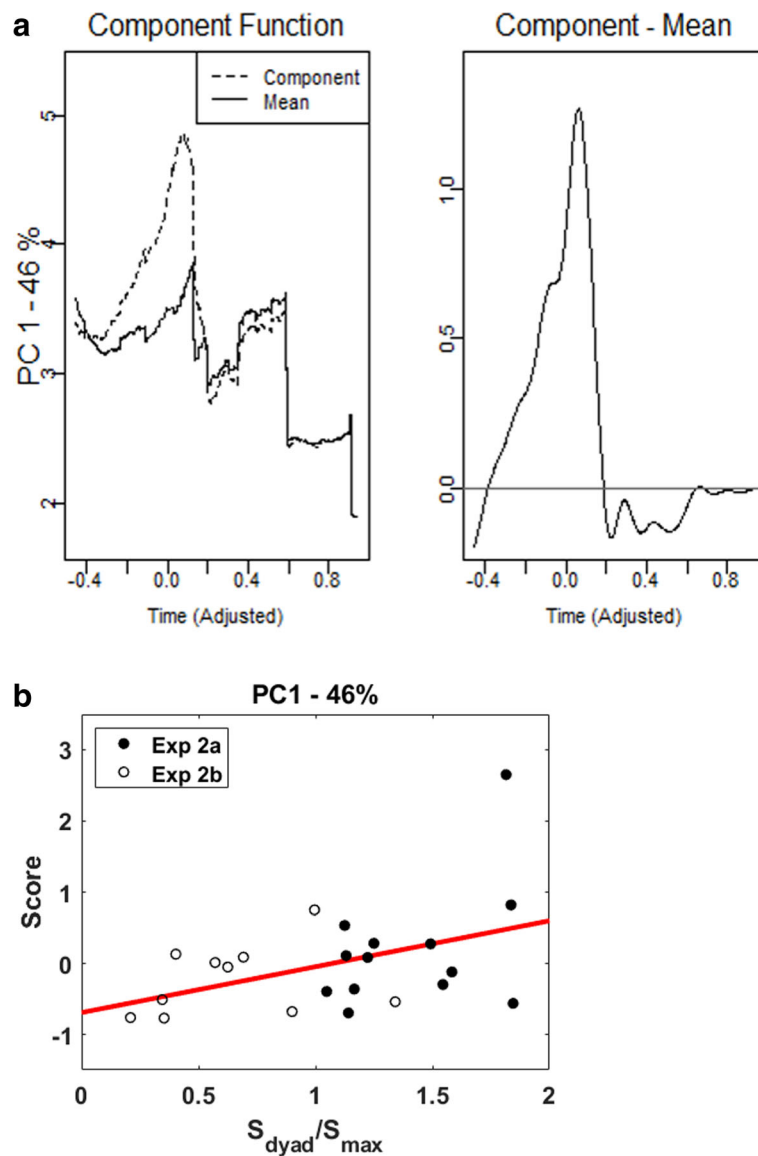 a
Component Function
Component - Mean
Component
Mean
PC 1 - 46 %
5
4
3
2
-0.4 0.0 0.4 0.8
Time (Adjusted)
1.0
0.5
0.0
-0.4 0.0 0.4 0.8
Time (Adjusted)
b
PC1 - 46%
Exp 2a
Exp 2b
Score
3
2
1
0
-1
0 0.5 1 1.5 2
S_dyad/S_max